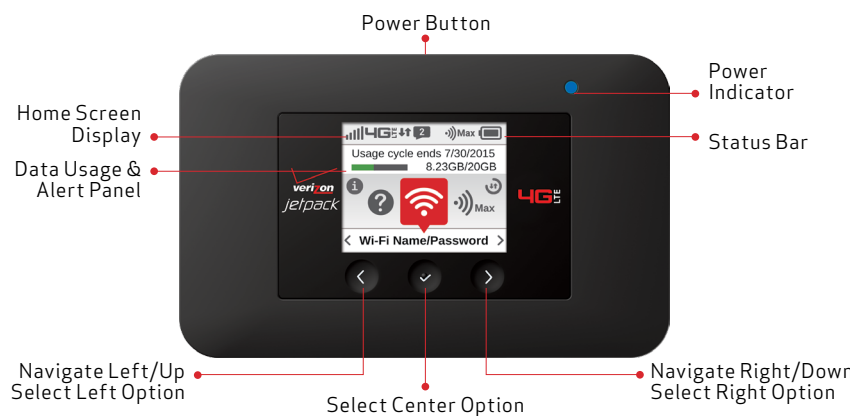 Power Button
Power
Indicator
Home Screen
Display
Status Bar
Data Usage &
Alert Panel
4G LTE 2 Max
Usage cycle ends 7/30/2015
8.23GB/20GB
verizon
jetpack
i
?
Max
4G LTE
< Wi-Fi Name/Password >
Navigate Left/Up
Select Left Option
Select Center Option
Navigate Right/Down
Select Right Option